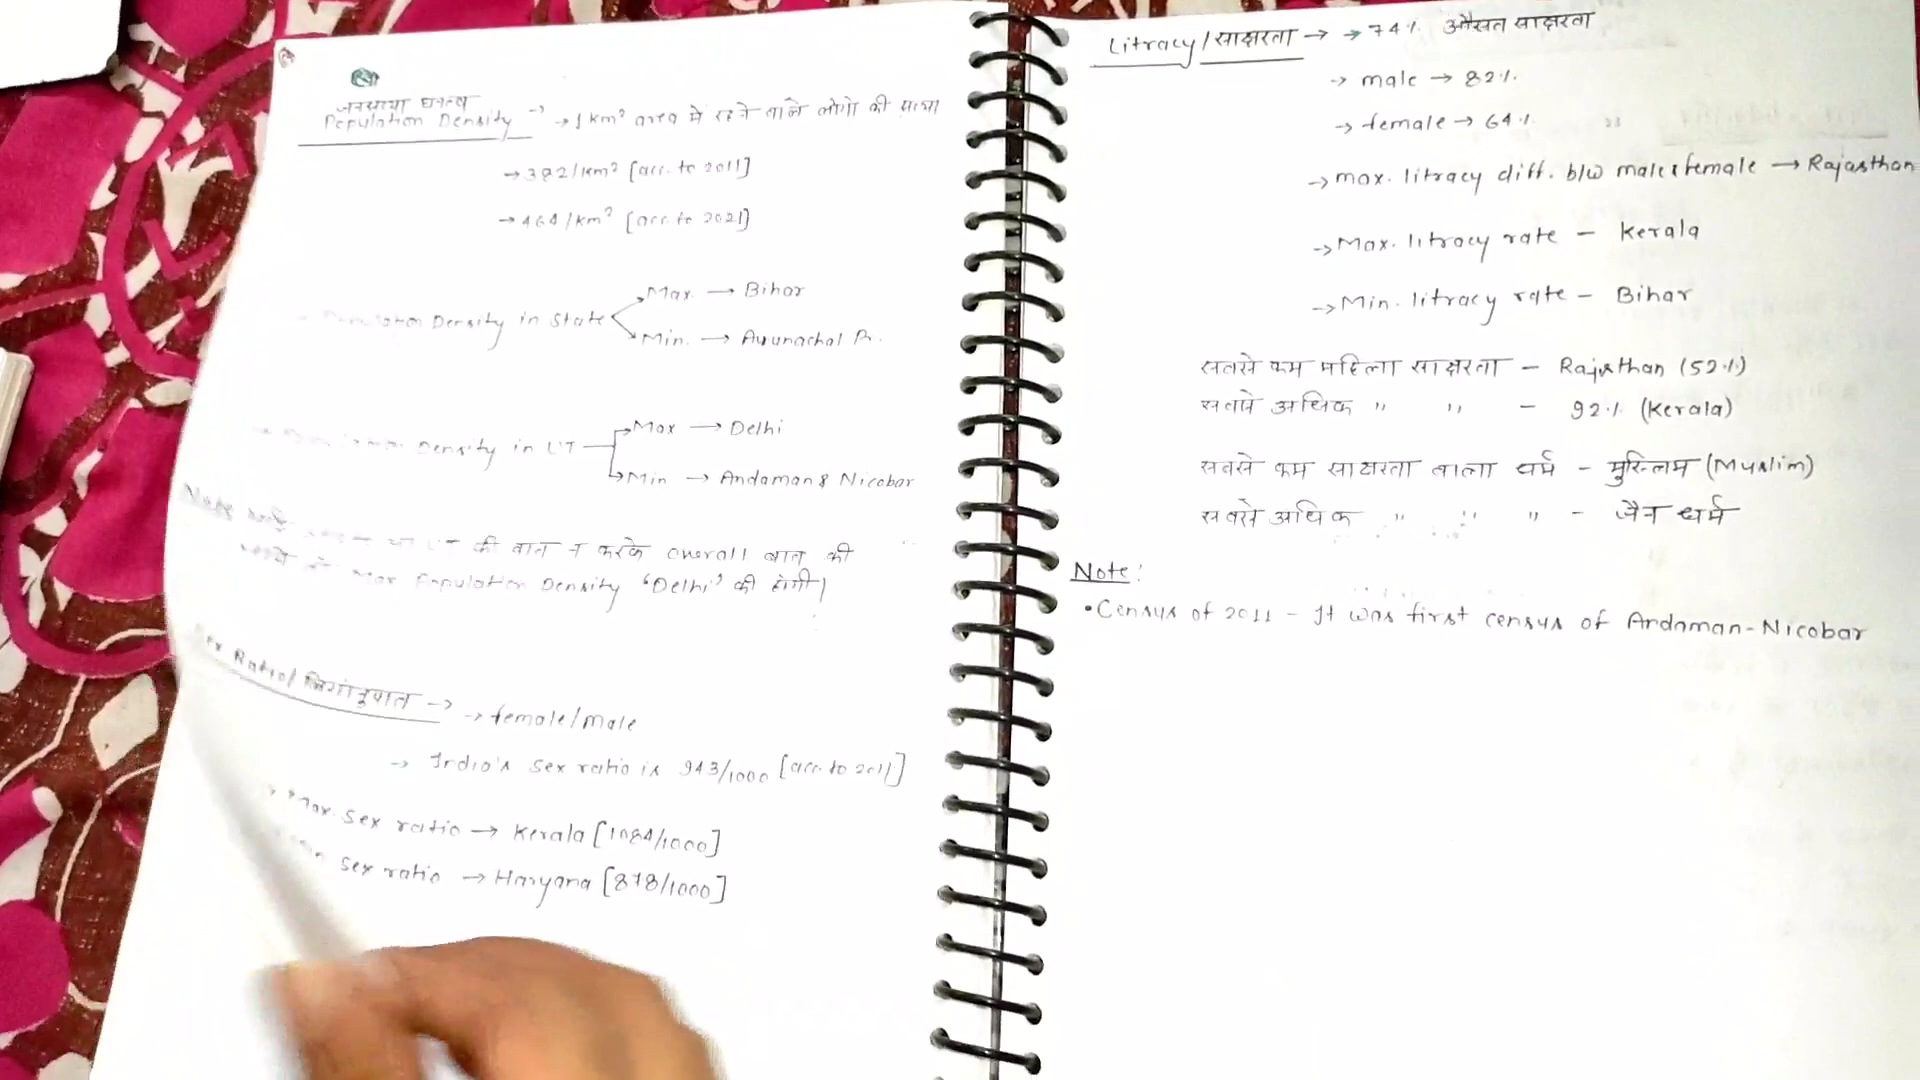 जनसंख्या घनत्व
Population Density → → 1 km² area मे रहने वाले लोगो की संख्या
→ 382/km² [acc. to 2011]
→ 464/km² [acc. to 2021]
Density in State
Max. → Bihar
Min. → Arunachal P.
Density in UT
Max → Delhi
Min → Andaman & Nicobar
Note
की बात न करके overall बात की
Max Population Density 'Delhi' की होगी।
Sex Ratio/लिगांनुपात → → female/male
→ India's sex ratio is 943/1000 [acc. to 2011]
→ Max. sex ratio → Kerala [1084/1000]
sex ratio → Haryana [878/1000]
Litracy/साक्षरता → → 74% औसत साक्षरता
→ male → 82%
→ female → 64%
→ max. litracy diff. b/w male & female → Rajasthan
→ Max. litracy rate – Kerala
→ Min. litracy rate – Bihar
सबसे कम महिला साक्षरता – Rajasthan (52%)
सबसे अधिक " " – 92% (Kerala)
सबसे कम साक्षरता वाला धर्म – मुस्लिम (Muslim)
सबसे अधिक " " " – जैन धर्म
Note:
• Census of 2011 – It was first census of Andaman-Nicobar